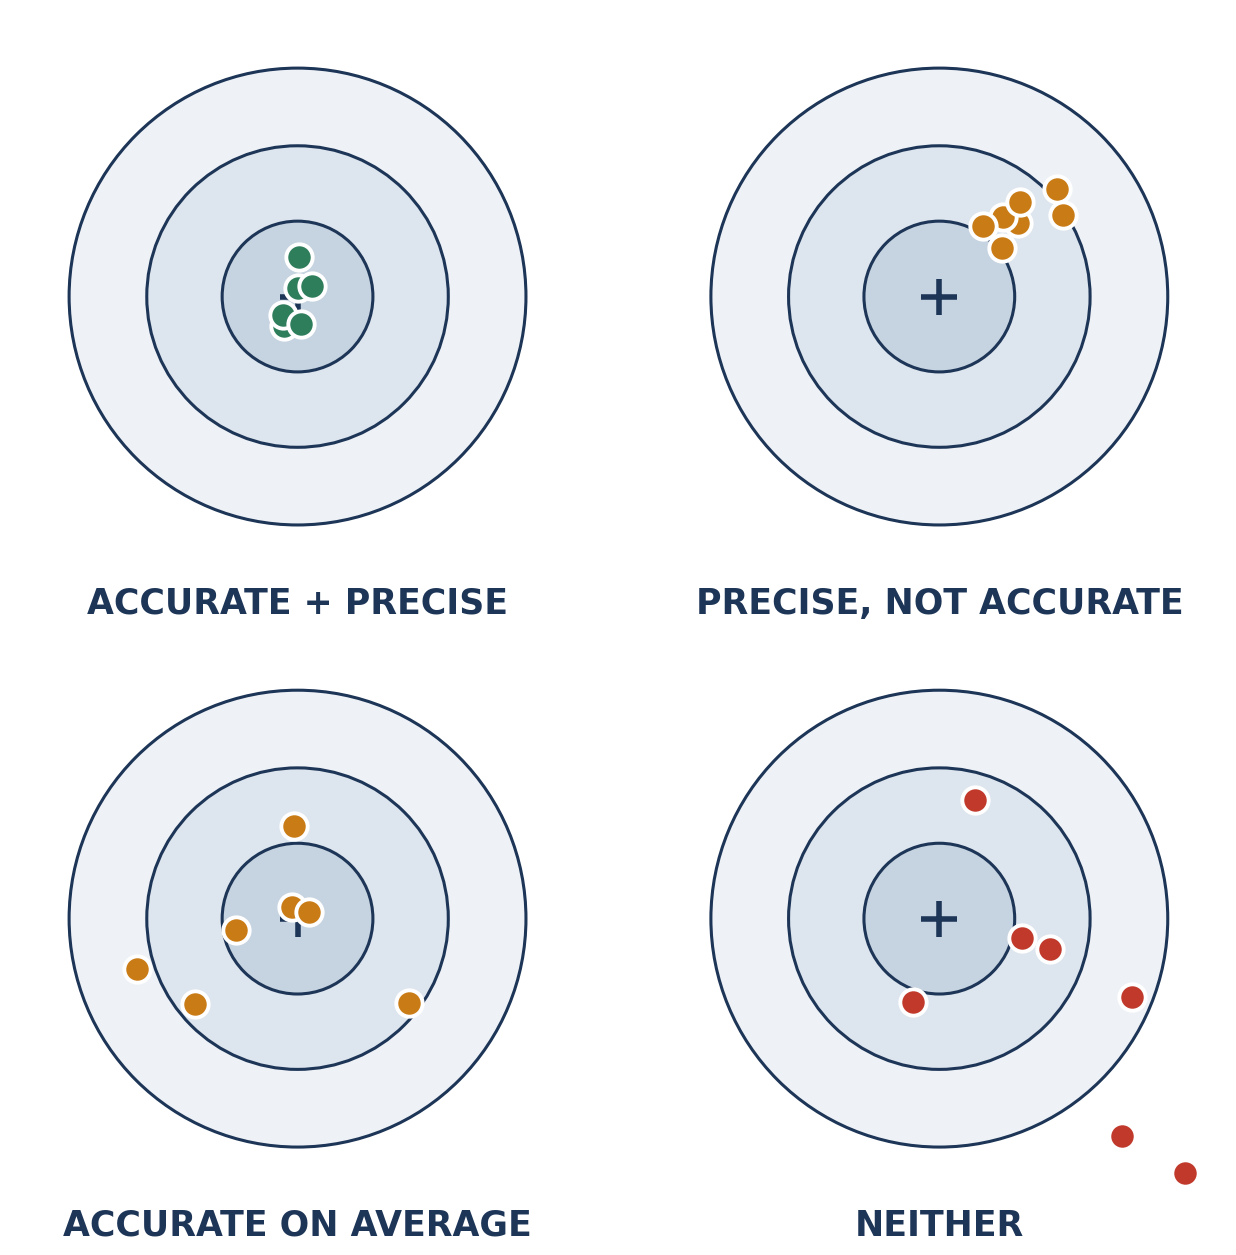 ACCURATE + PRECISE
PRECISE, NOT ACCURATE
ACCURATE ON AVERAGE
NEITHER